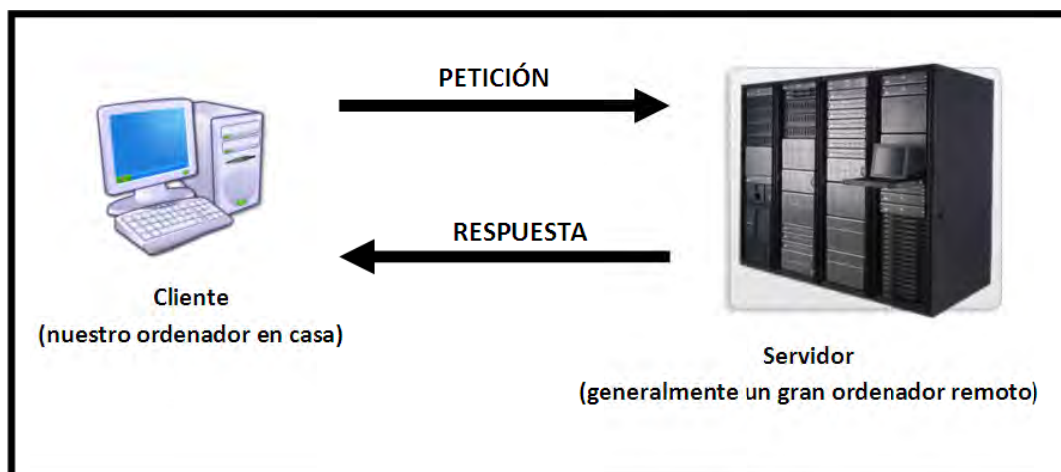 PETICIÓN
RESPUESTA
Cliente
(nuestro ordenador en casa)
Servidor
(generalmente un gran ordenador remoto)